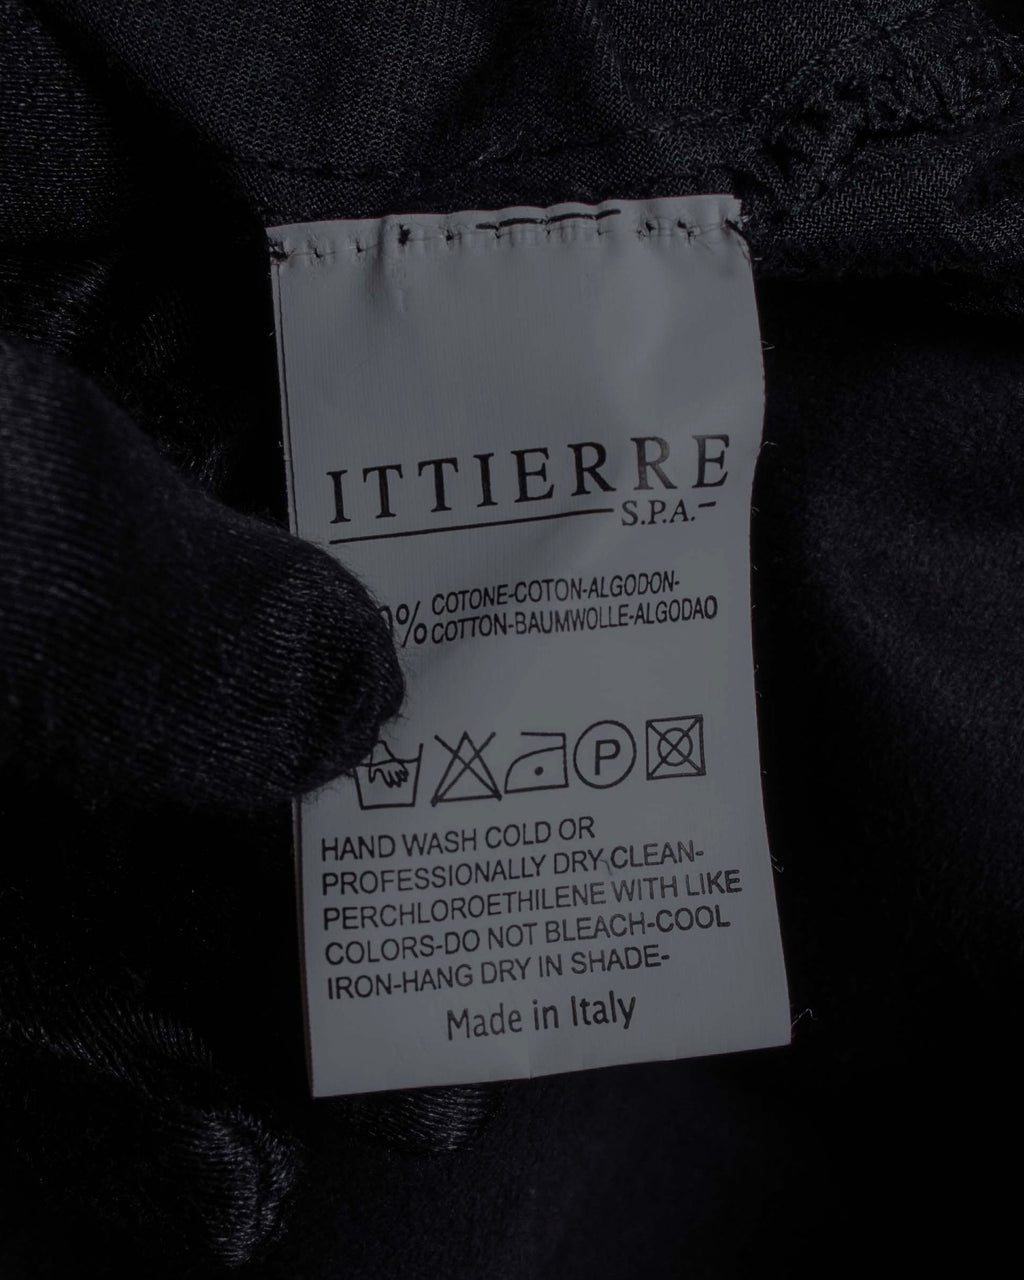 ITTIERRE
S.P.A.
% COTONE-COTON-ALGODON-
COTTON-BAUMWOLLE-ALGODAO
P
HAND WASH COLD OR
PROFESSIONALLY DRY CLEAN-
PERCHLOROETHILENE WITH LIKE
COLORS-DO NOT BLEACH-COOL
IRON-HANG DRY IN SHADE-
Made in Italy